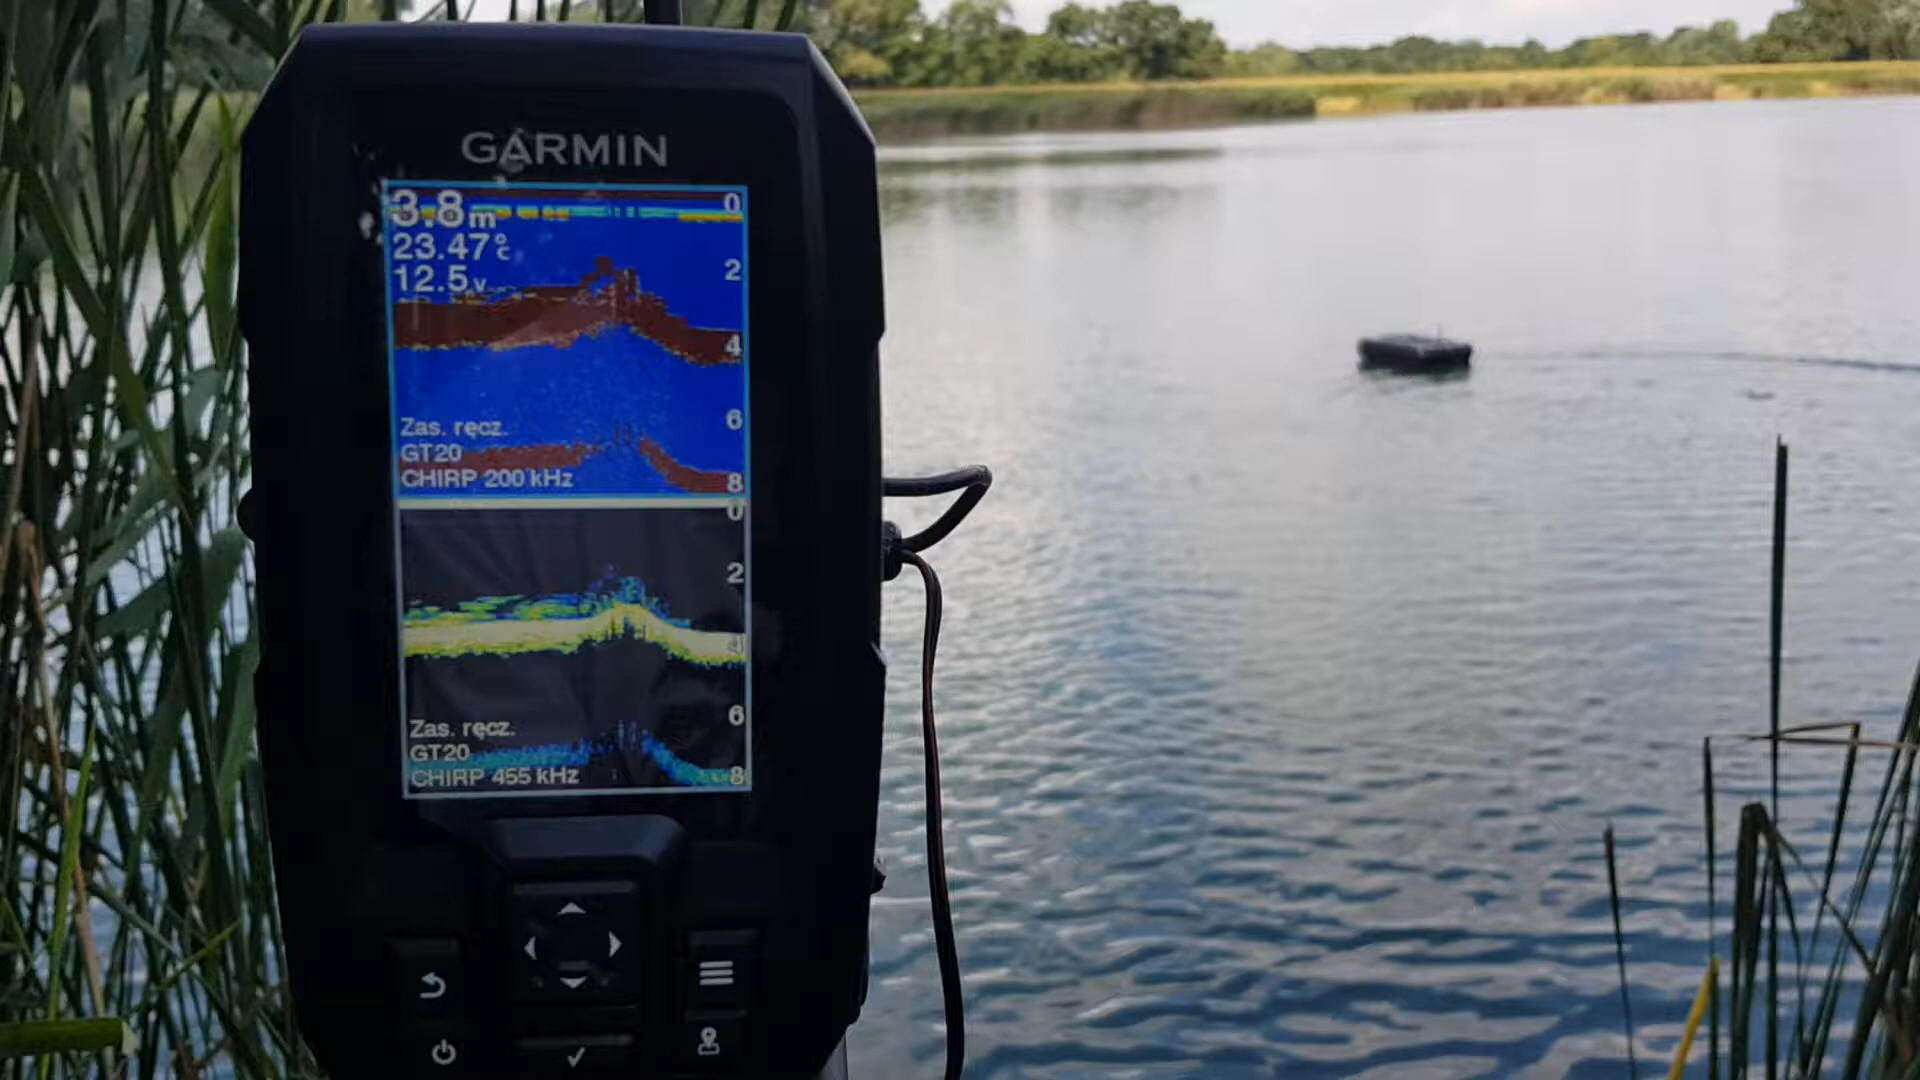 GARMIN
3.8m
0
23.47°c
2
12.5v
4
6
Zas. ręcz.
GT20
CHIRP 200 kHz
8
0
2
4
6
Zas. ręcz.
GT20
CHIRP 455 kHz
8